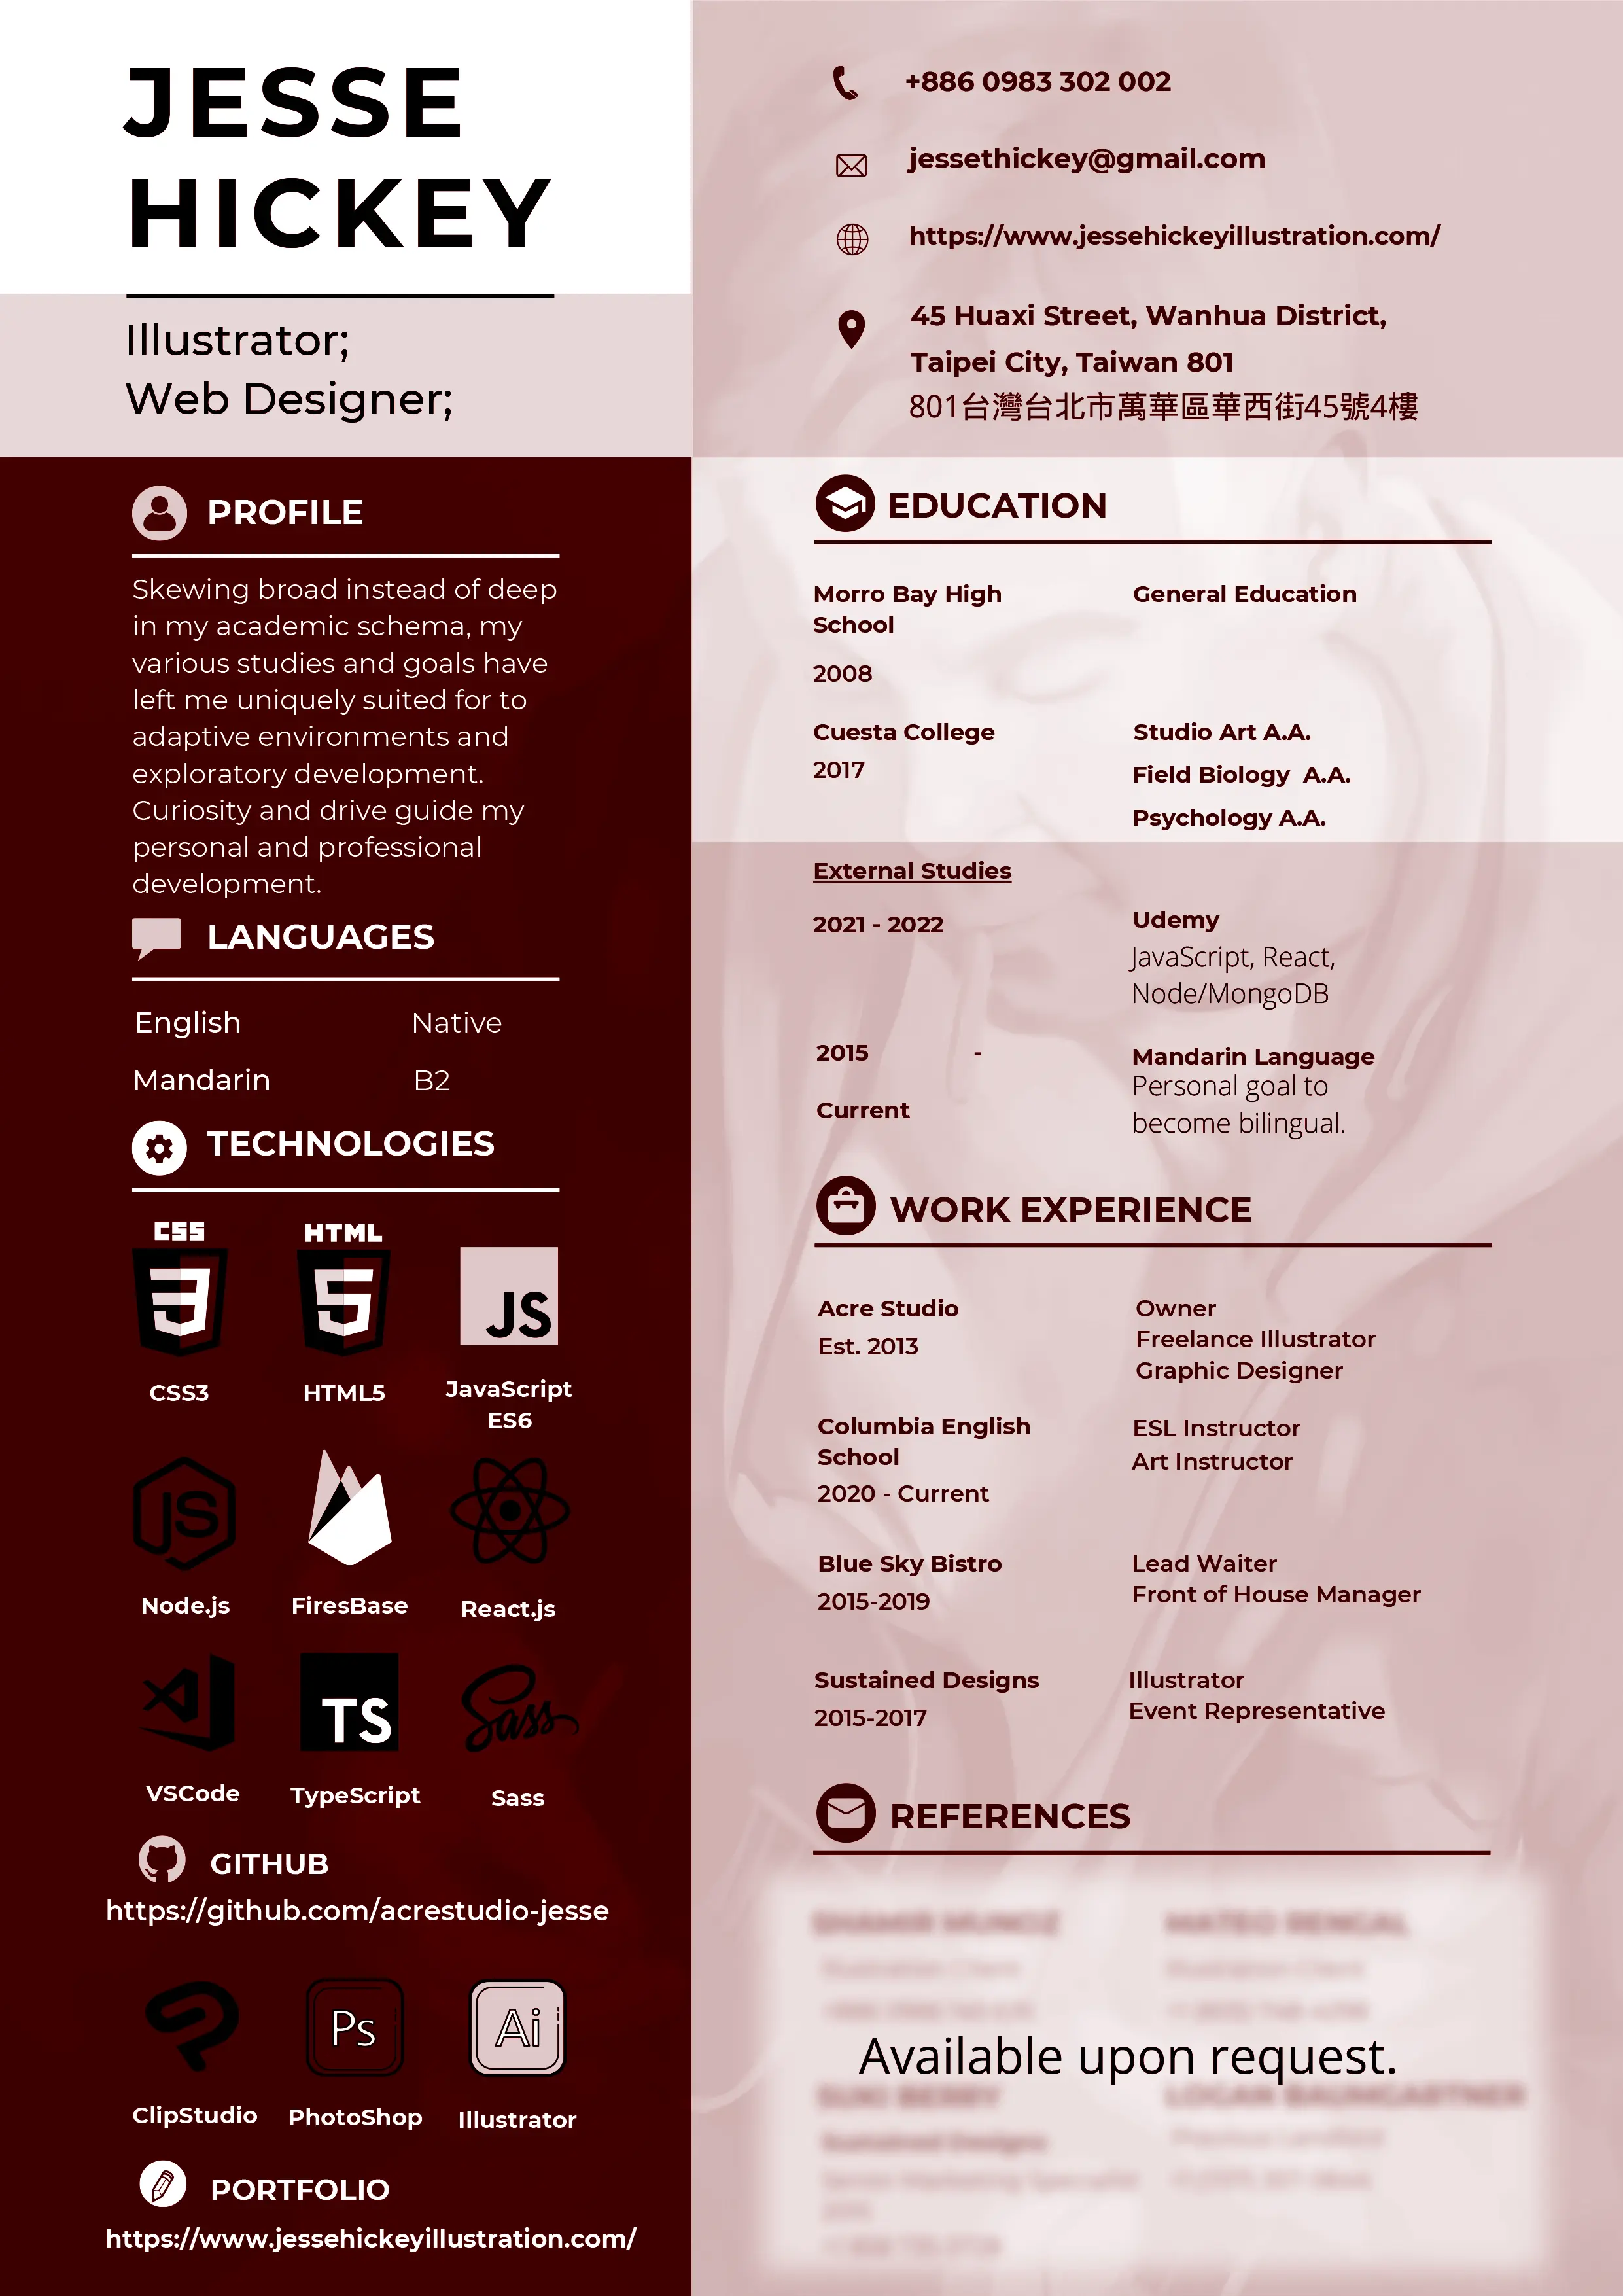 JESSE
HICKEY
Illustrator;
Web Designer;
+886 0983 302 002
jessethickey@gmail.com
https://www.jessehickeyillustration.com/
45 Huaxi Street, Wanhua District,
Taipei City, Taiwan 801
801台灣台北市萬華區華西街45號4樓
PROFILE
Skewing broad instead of deep
in my academic schema, my
various studies and goals have
left me uniquely suited for to
adaptive environments and
exploratory development.
Curiosity and drive guide my
personal and professional
development.
LANGUAGES
English Native
Mandarin B2
TECHNOLOGIES
CSS HTML
3 5 JS
CSS3 HTML5 JavaScript
ES6
JS
Node.js FiresBase React.js
TS Sass
VSCode TypeScript Sass
GITHUB
https://github.com/acrestudio-jesse
Ps Ai
ClipStudio PhotoShop Illustrator
PORTFOLIO
https://www.jessehickeyillustration.com/
EDUCATION
Morro Bay High General Education
School
2008
Cuesta College Studio Art A.A.
2017 Field Biology A.A.
Psychology A.A.
External Studies
2021 - 2022 Udemy
JavaScript, React,
Node/MongoDB
2015 - Mandarin Language
Personal goal to
Current become bilingual.
WORK EXPERIENCE
Acre Studio Owner
Est. 2013 Freelance Illustrator
Graphic Designer
Columbia English ESL Instructor
School Art Instructor
2020 - Current
Blue Sky Bistro Lead Waiter
2015-2019 Front of House Manager
Sustained Designs Illustrator
2015-2017 Event Representative
REFERENCES
Available upon request.